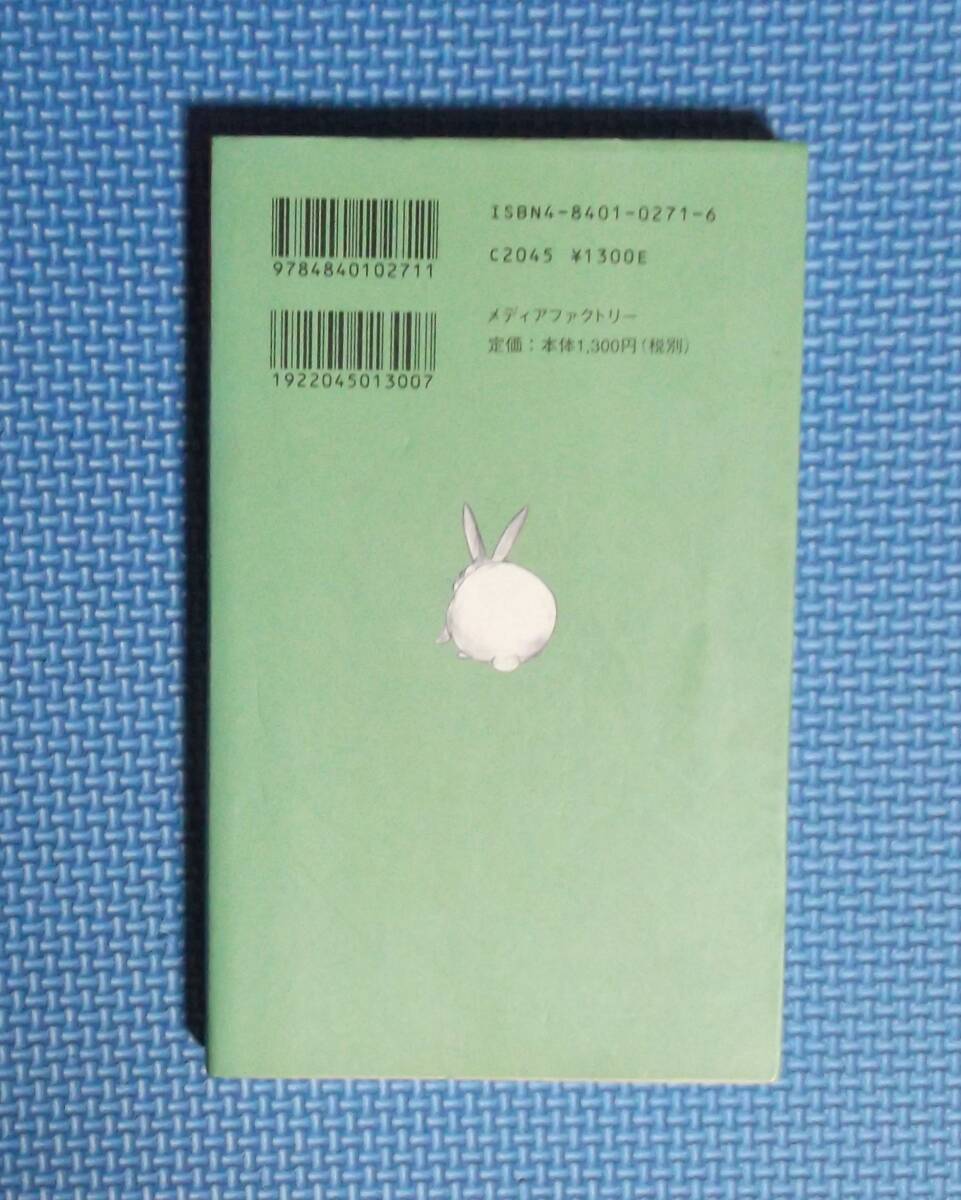 ISBN4-8401-0271-6
9784840102711
C2045 ¥1300E
メディアファクトリー
定価：本体1,300円(税別)
1922045013007